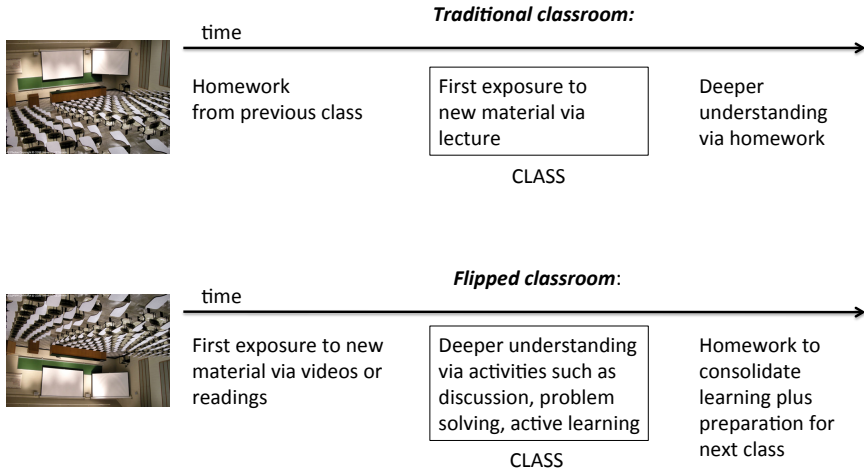 Traditional classroom:
time
Homework
from previous class
First exposure to
new material via
lecture
Deeper
understanding
via homework
CLASS
Flipped classroom:
time
First exposure to new
material via videos or
readings
Deeper understanding
via activities such as
discussion, problem
solving, active learning
Homework to
consolidate
learning plus
preparation for
next class
CLASS